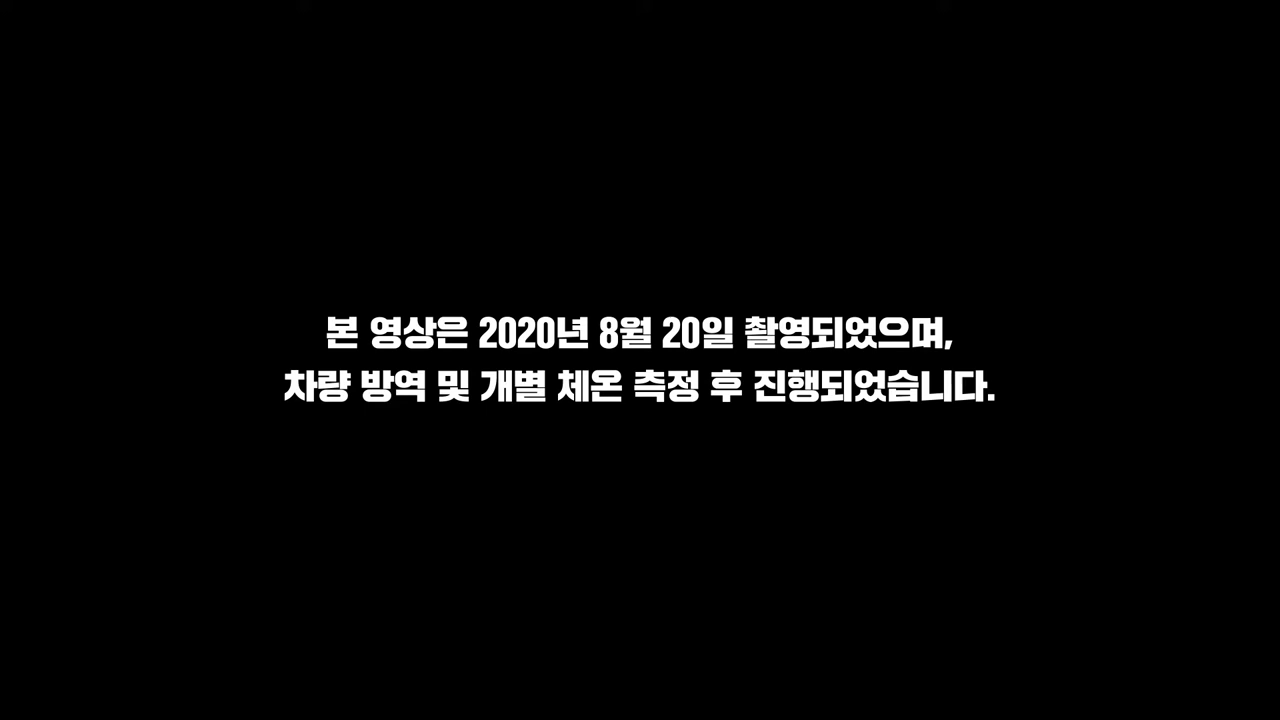 본 영상은 2020년 8월 20일 촬영되었으며,
차량 방역 및 개별 체온 측정 후 진행되었습니다.